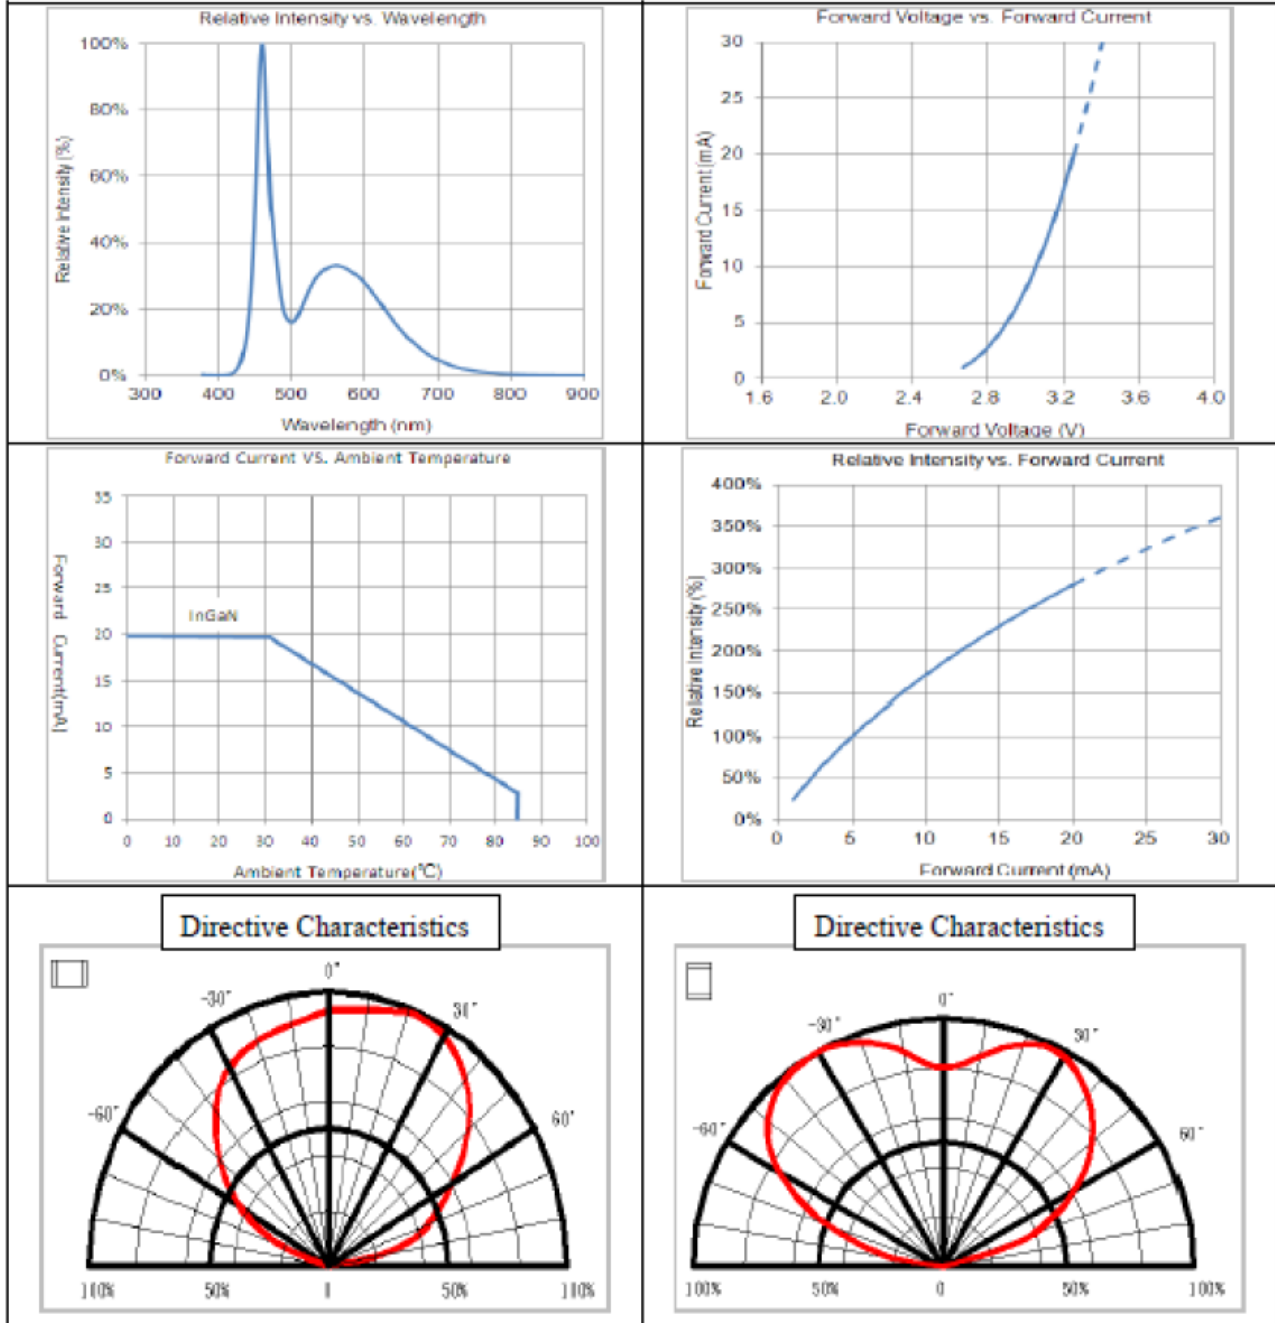 Relative Intensity vs. Wavelength
100%
80%
60%
40%
20%
0%
Relative Intensity (%)
300 400 500 600 700 800 900
Wavelength (nm)
Forward Voltage vs. Forward Current
30
25
20
15
10
5
0
Forward Current (mA)
1.6 2.0 2.4 2.8 3.2 3.6 4.0
Forward Voltage (V)
Forward Current VS. Ambient Temperature
35
30
25
20
15
10
5
0
Forward Current(mA)
InGaN
0 10 20 30 40 50 60 70 80 90 100
Ambient Temperature(℃)
Relative Intensity vs. Forward Current
400%
350%
300%
250%
200%
150%
100%
50%
0%
Relative Intensity (%)
0 5 10 15 20 25 30
Forward Current (mA)
Directive Characteristics
0°
-30° 30°
-60° 60°
110% 50% 0 50% 110%
Directive Characteristics
0°
-30° 30°
-60° 60°
100% 50% 0 50% 100%